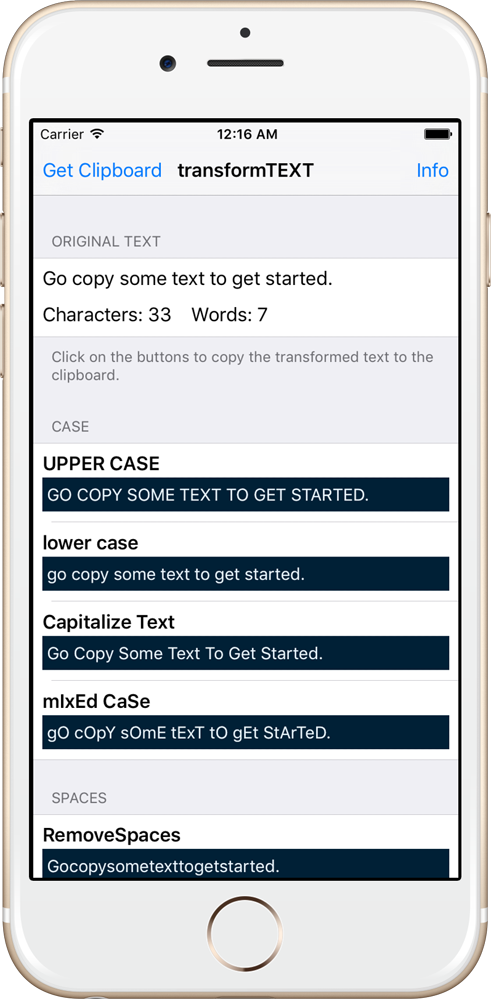 Carrier 12:16 AM
Get Clipboard transformTEXT Info
ORIGINAL TEXT
Go copy some text to get started.
Characters: 33 Words: 7
Click on the buttons to copy the transformed text to the
clipboard.
CASE
UPPER CASE
GO COPY SOME TEXT TO GET STARTED.
lower case
go copy some text to get started.
Capitalize Text
Go Copy Some Text To Get Started.
mIxEd CaSe
gO cOpY sOmE tExT tO gEt StArTeD.
SPACES
RemoveSpaces
Gocopysometexttogetstarted.